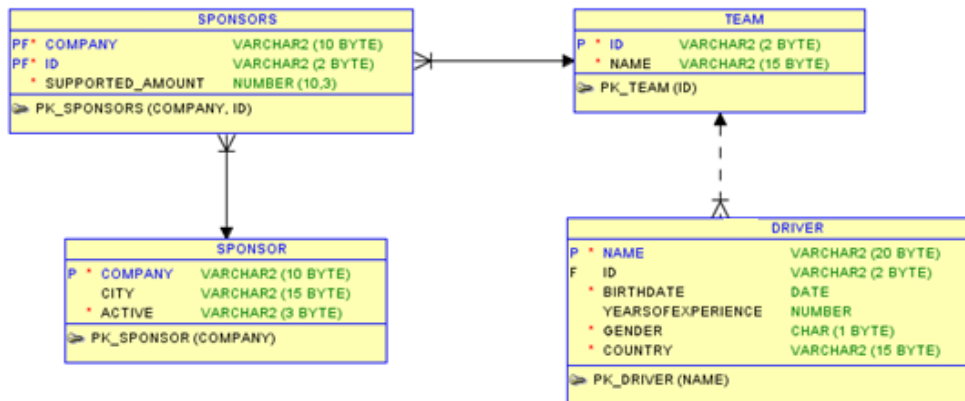 SPONSORS
PF* COMPANY VARCHAR2 (10 BYTE)
PF* ID VARCHAR2 (2 BYTE)
* SUPPORTED_AMOUNT NUMBER (10,3)
PK_SPONSORS (COMPANY, ID)
TEAM
P * ID VARCHAR2 (2 BYTE)
* NAME VARCHAR2 (15 BYTE)
PK_TEAM (ID)
SPONSOR
P * COMPANY VARCHAR2 (10 BYTE)
CITY VARCHAR2 (15 BYTE)
* ACTIVE VARCHAR2 (3 BYTE)
PK_SPONSOR (COMPANY)
DRIVER
P * NAME VARCHAR2 (20 BYTE)
F ID VARCHAR2 (2 BYTE)
* BIRTHDATE DATE
YEARSOFEXPERIENCE NUMBER
* GENDER CHAR (1 BYTE)
* COUNTRY VARCHAR2 (15 BYTE)
PK_DRIVER (NAME)